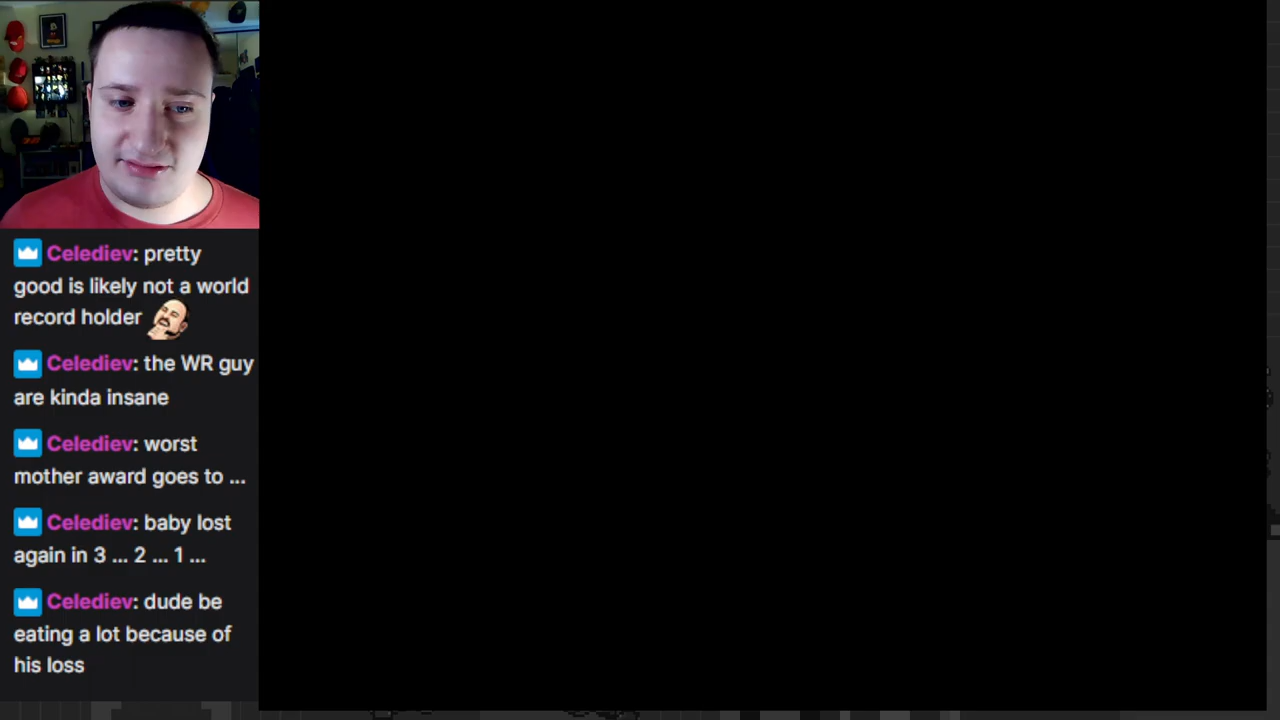 Celediev: pretty
good is likely not a world
record holder
Celediev: the WR guy
are kinda insane
Celediev: worst
mother award goes to ...
Celediev: baby lost
again in 3 ... 2 ... 1 ...
Celediev: dude be
eating a lot because of
his loss